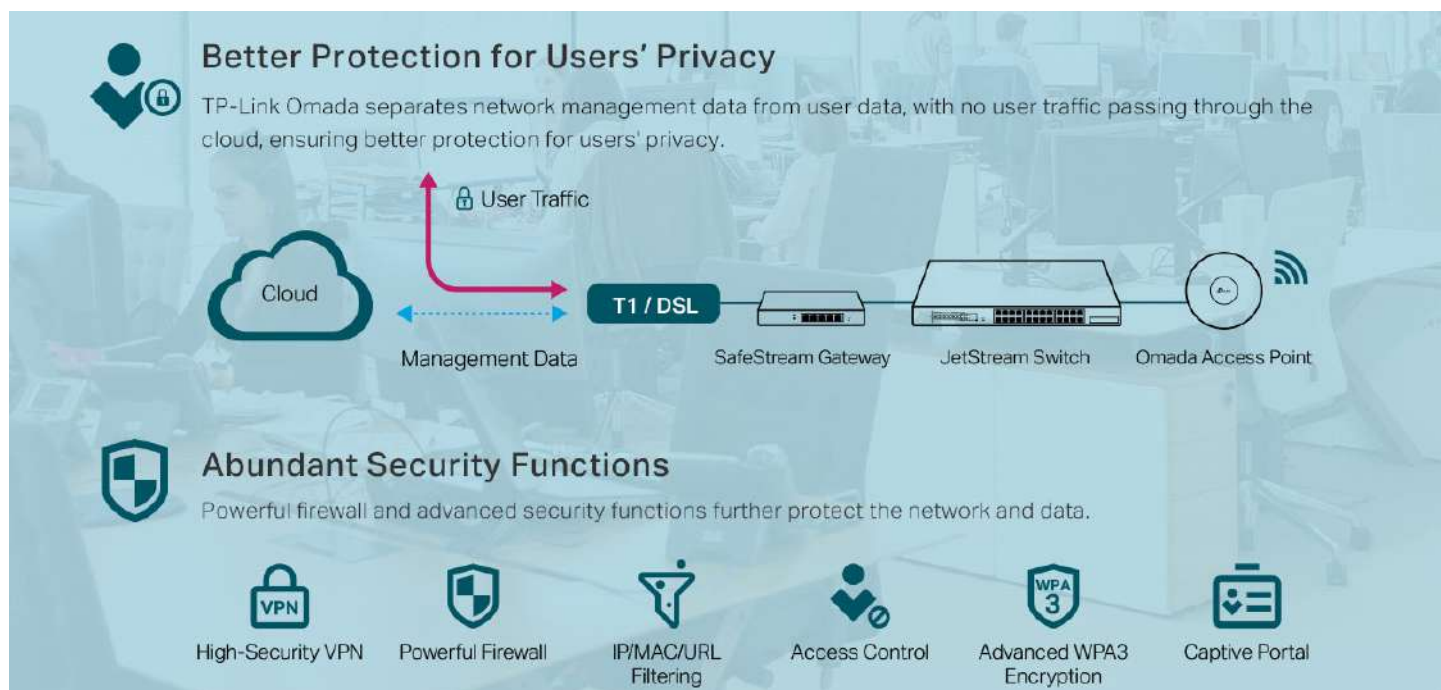 Better Protection for Users' Privacy
TP-Link Omada separates network management data from user data, with no user traffic passing through the
cloud, ensuring better protection for users' privacy.
User Traffic
Cloud
T1 / DSL
Management Data
SafeStream Gateway
JetStream Switch
Omada Access Point
Abundant Security Functions
Powerful firewall and advanced security functions further protect the network and data.
VPN
WPA
3
High-Security VPN
Powerful Firewall
IP/MAC/URL
Filtering
Access Control
Advanced WPA3
Encryption
Captive Portal